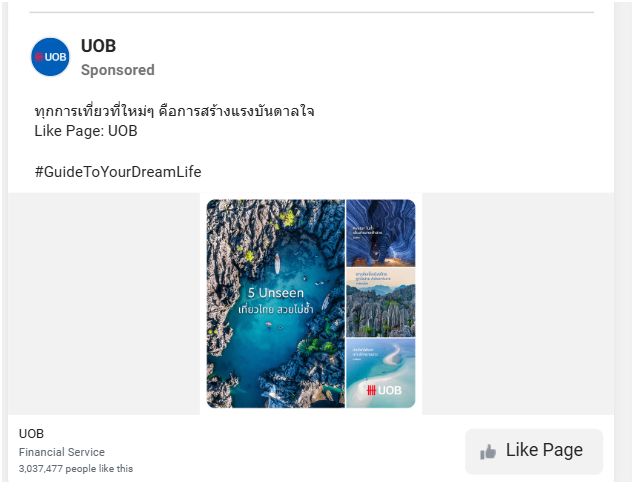 UOB
UOB
Sponsored
ทุกการเที่ยวที่ใหม่ๆ คือการสร้างแรงบันดาลใจ
Like Page: UOB
#GuideToYourDreamLife
5 Unseen
เที่ยวไทย สวยไม่ซ้ำ
UOB
UOB
Financial Service
3,037,477 people like this
Like Page